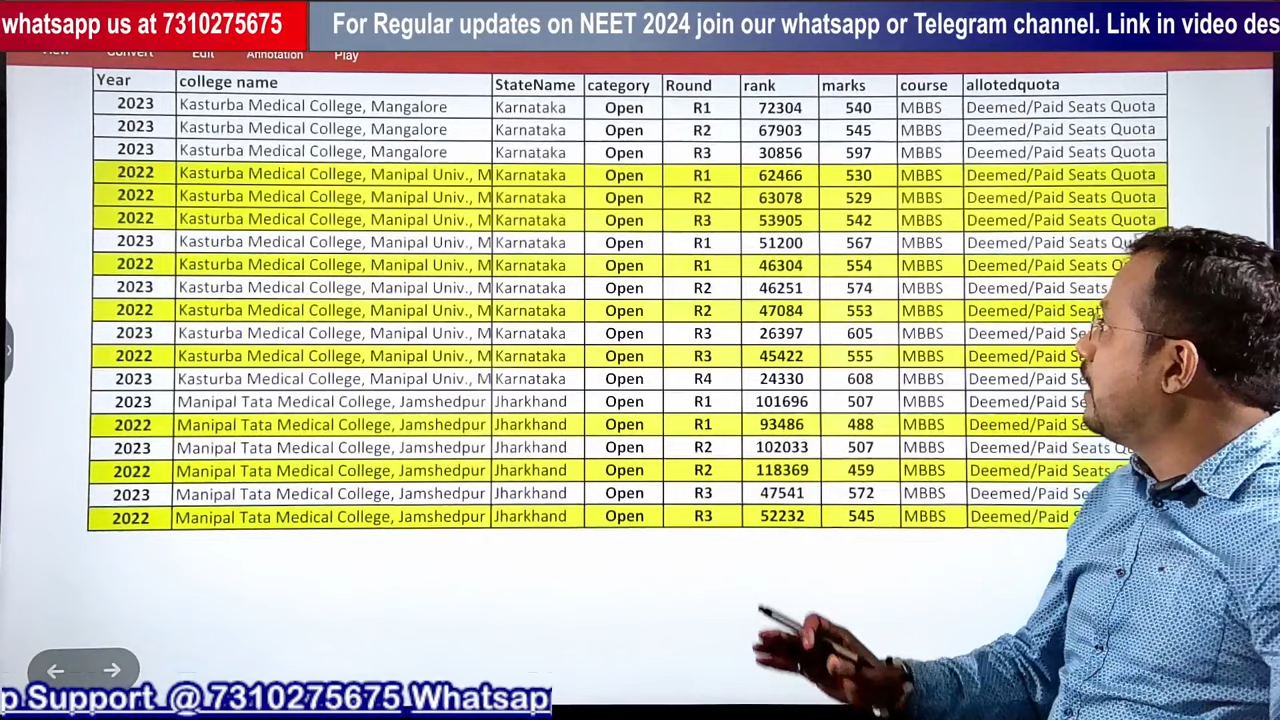 whatsapp us at 7310275675 For Regular updates on NEET 2024 join our whatsapp or Telegram channel. Link in video des
View Convert Edit Annotation Play
Year college name StateName category Round rank marks course allotedquota
2023 Kasturba Medical College, Mangalore Karnataka Open R1 72304 540 MBBS Deemed/Paid Seats Quota
2023 Kasturba Medical College, Mangalore Karnataka Open R2 67903 545 MBBS Deemed/Paid Seats Quota
2023 Kasturba Medical College, Mangalore Karnataka Open R3 30856 597 MBBS Deemed/Paid Seats Quota
2022 Kasturba Medical College, Manipal Univ., M Karnataka Open R1 62466 530 MBBS Deemed/Paid Seats Quota
2022 Kasturba Medical College, Manipal Univ., M Karnataka Open R2 63078 529 MBBS Deemed/Paid Seats Quota
2022 Kasturba Medical College, Manipal Univ., M Karnataka Open R3 53905 542 MBBS Deemed/Paid Seats Quota
2023 Kasturba Medical College, Manipal Univ., M Karnataka Open R1 51200 567 MBBS Deemed/Paid Seats Qu
2022 Kasturba Medical College, Manipal Univ., M Karnataka Open R1 46304 554 MBBS Deemed/Paid Seats Q
2023 Kasturba Medical College, Manipal Univ., M Karnataka Open R2 46251 574 MBBS Deemed/Paid Seats
2022 Kasturba Medical College, Manipal Univ., M Karnataka Open R2 47084 553 MBBS Deemed/Paid Seat
2023 Kasturba Medical College, Manipal Univ., M Karnataka Open R3 26397 605 MBBS Deemed/Paid Se
2022 Kasturba Medical College, Manipal Univ., M Karnataka Open R3 45422 555 MBBS Deemed/Paid Se
2023 Kasturba Medical College, Manipal Univ., M Karnataka Open R4 24330 608 MBBS Deemed/Paid Se
2023 Manipal Tata Medical College, Jamshedpur Jharkhand Open R1 101696 507 MBBS Deemed/Paid Seat
2022 Manipal Tata Medical College, Jamshedpur Jharkhand Open R1 93486 488 MBBS Deemed/Paid Seats
2023 Manipal Tata Medical College, Jamshedpur Jharkhand Open R2 102033 507 MBBS Deemed/Paid Seats Qu
2022 Manipal Tata Medical College, Jamshedpur Jharkhand Open R2 118369 459 MBBS Deemed/Paid Seats
2023 Manipal Tata Medical College, Jamshedpur Jharkhand Open R3 47541 572 MBBS Deemed/Paid Se
2022 Manipal Tata Medical College, Jamshedpur Jharkhand Open R3 52232 545 MBBS Deemed/Paid S
p Support @ 7310275675 Whatsap